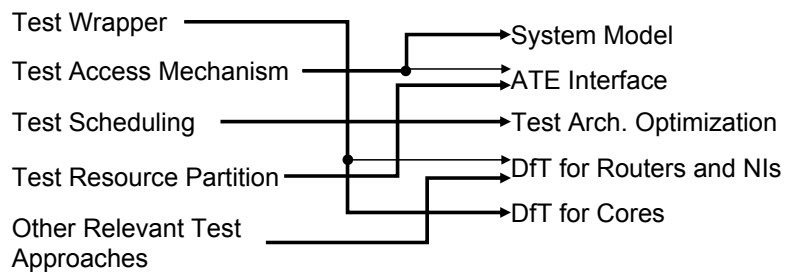 Test Wrapper
Test Access Mechanism
Test Scheduling
Test Resource Partition
Other Relevant Test
Approaches
System Model
ATE Interface
Test Arch. Optimization
DfT for Routers and NIs
DfT for Cores